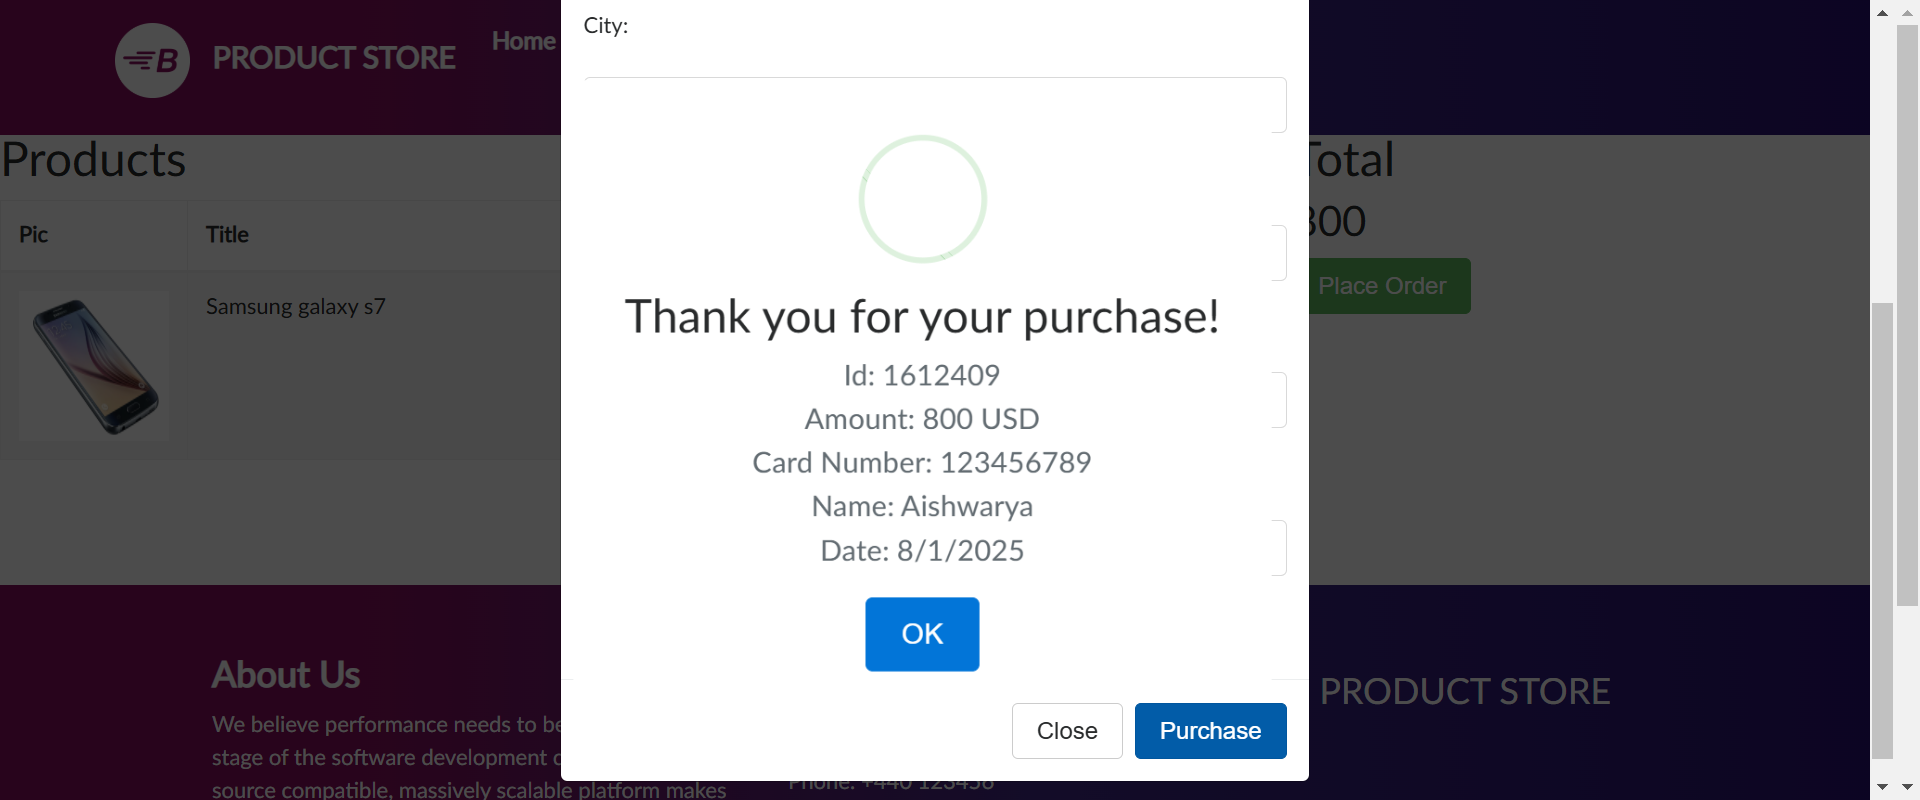 B PRODUCT STORE
Home
City:
Products
Pic
Title
Samsung galaxy s7
Total
800
Place Order
Thank you for your purchase!
Id: 1612409
Amount: 800 USD
Card Number: 123456789
Name: Aishwarya
Date: 8/1/2025
OK
Close
Purchase
About Us
We believe performance needs to be
stage of the software development
source compatible, massively scalable platform makes
Phone: +440 123456
PRODUCT STORE